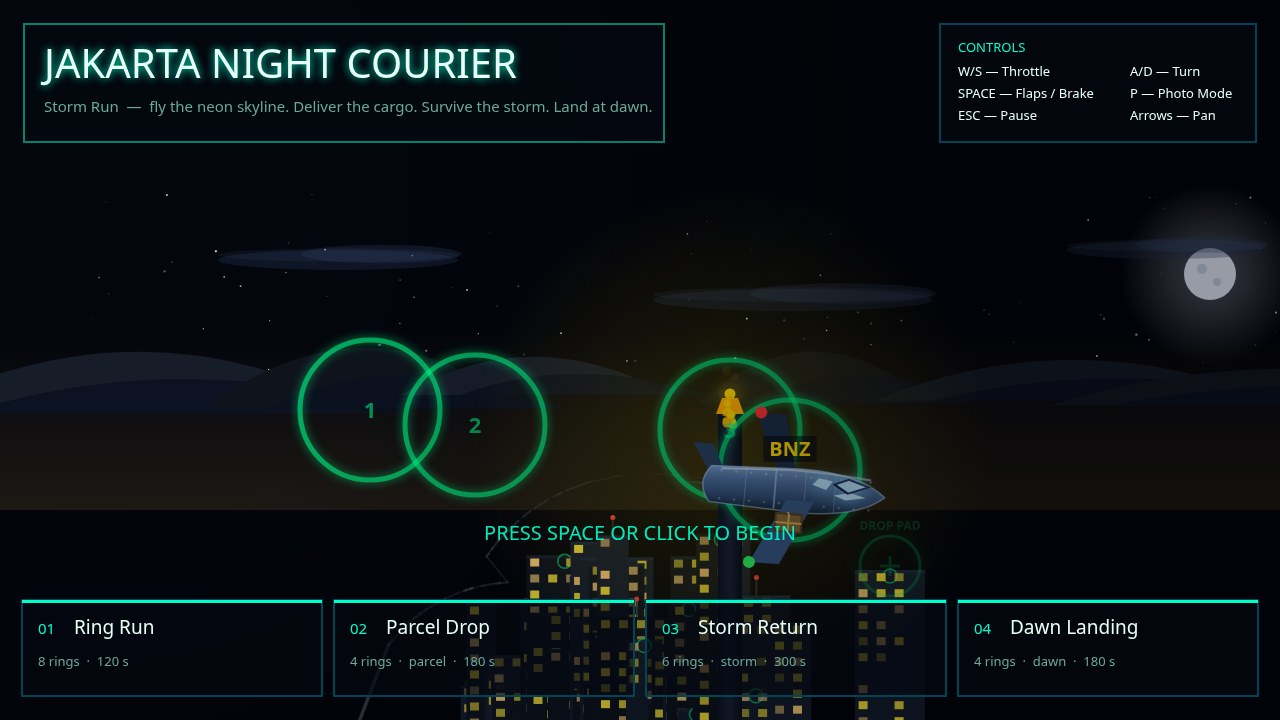 JAKARTA NIGHT COURIER
Storm Run — fly the neon skyline. Deliver the cargo. Survive the storm. Land at dawn.
CONTROLS
W/S — Throttle
A/D — Turn
SPACE — Flaps / Brake
P — Photo Mode
ESC — Pause
Arrows — Pan
1
2
3
BNZ
DROP PAD
PRESS SPACE OR CLICK TO BEGIN
01 Ring Run
8 rings · 120 s
02 Parcel Drop
4 rings · parcel · 180 s
03 Storm Return
6 rings · storm · 300 s
04 Dawn Landing
4 rings · dawn · 180 s